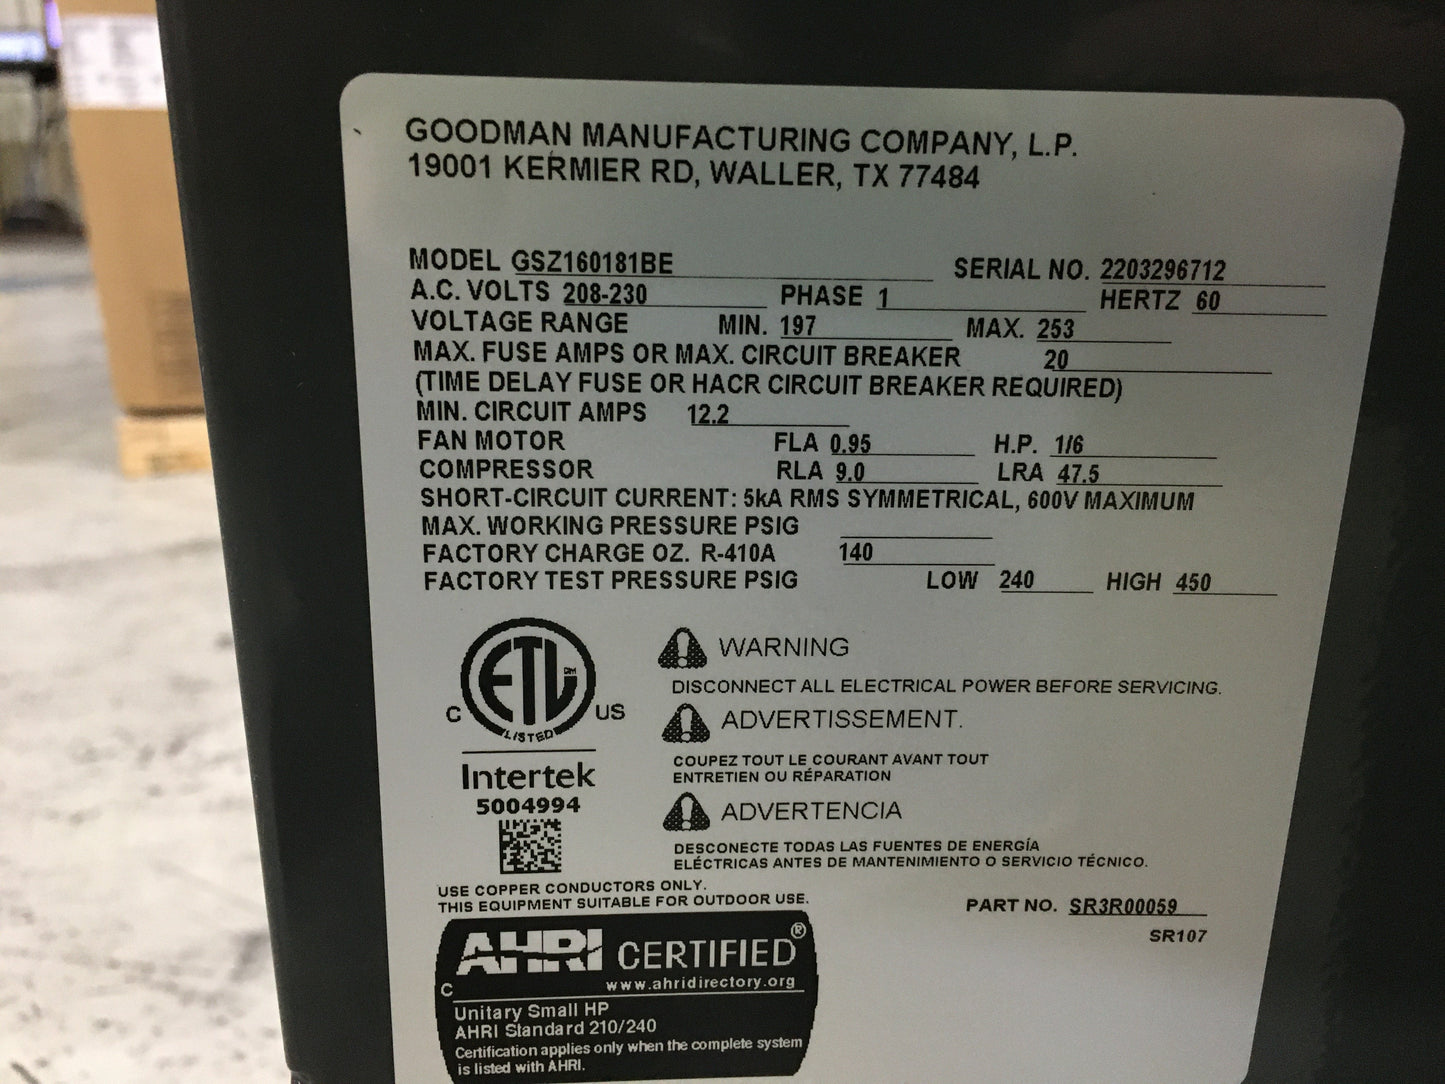 GOODMAN MANUFACTURING COMPANY, L.P.
19001 KERMIER RD, WALLER, TX 77484
MODEL GSZ160181BE SERIAL NO. 2203296712
A.C. VOLTS 208-230 PHASE 1 HERTZ 60
VOLTAGE RANGE MIN. 197 MAX. 253
MAX. FUSE AMPS OR MAX. CIRCUIT BREAKER 20
(TIME DELAY FUSE OR HACR CIRCUIT BREAKER REQUIRED)
MIN. CIRCUIT AMPS 12.2
FAN MOTOR FLA 0.95 H.P. 1/6
COMPRESSOR RLA 9.0 LRA 47.5
SHORT-CIRCUIT CURRENT: 5kA RMS SYMMETRICAL, 600V MAXIMUM
MAX. WORKING PRESSURE PSIG
FACTORY CHARGE OZ. R-410A 140
FACTORY TEST PRESSURE PSIG LOW 240 HIGH 450
ETL
C US
LISTED
Intertek
5004994
WARNING
DISCONNECT ALL ELECTRICAL POWER BEFORE SERVICING.
ADVERTISSEMENT.
COUPEZ TOUT LE COURANT AVANT TOUT
ENTRETIEN OU RÉPARATION
ADVERTENCIA
DESCONECTE TODAS LAS FUENTES DE ENERGÍA
ELÉCTRICAS ANTES DE MANTENIMIENTO O SERVICIO TÉCNICO.
USE COPPER CONDUCTORS ONLY.
THIS EQUIPMENT SUITABLE FOR OUTDOOR USE.
PART NO. SR3R00059
SR107
AHRI CERTIFIED®
C www.ahridirectory.org
Unitary Small HP
AHRI Standard 210/240
Certification applies only when the complete system
is listed with AHRI.